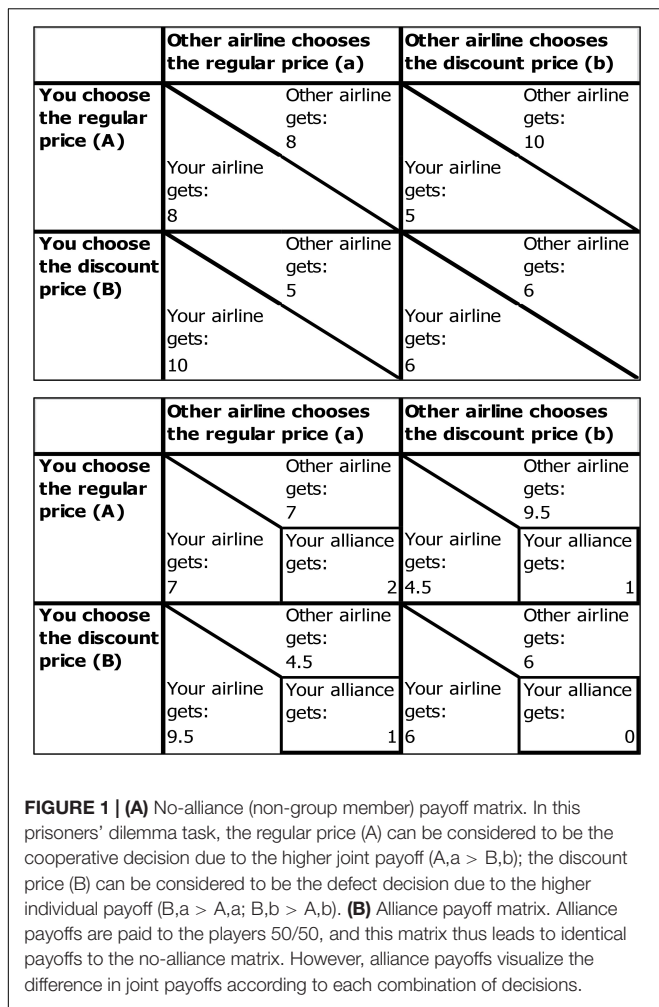 Other airline chooses the regular price (a)
Other airline chooses the discount price (b)
You choose the regular price (A)
Other airline gets:
8
Your airline gets:
8
Other airline gets:
10
Your airline gets:
5
You choose the discount price (B)
Other airline gets:
5
Your airline gets:
10
Other airline gets:
6
Your airline gets:
6
Other airline chooses the regular price (a)
Other airline chooses the discount price (b)
You choose the regular price (A)
Other airline gets:
7
Your airline gets:
7
Your alliance gets:
2
Other airline gets:
9.5
Your airline gets:
4.5
Your alliance gets:
1
You choose the discount price (B)
Other airline gets:
4.5
Your airline gets:
9.5
Your alliance gets:
1
Other airline gets:
6
Your airline gets:
6
Your alliance gets:
0
FIGURE 1 | (A) No-alliance (non-group member) payoff matrix. In this
prisoners' dilemma task, the regular price (A) can be considered to be the
cooperative decision due to the higher joint payoff (A,a > B,b); the discount
price (B) can be considered to be the defect decision due to the higher
individual payoff (B,a > A,a; B,b > A,b). (B) Alliance payoff matrix. Alliance
payoffs are paid to the players 50/50, and this matrix thus leads to identical
payoffs to the no-alliance matrix. However, alliance payoffs visualize the
difference in joint payoffs according to each combination of decisions.